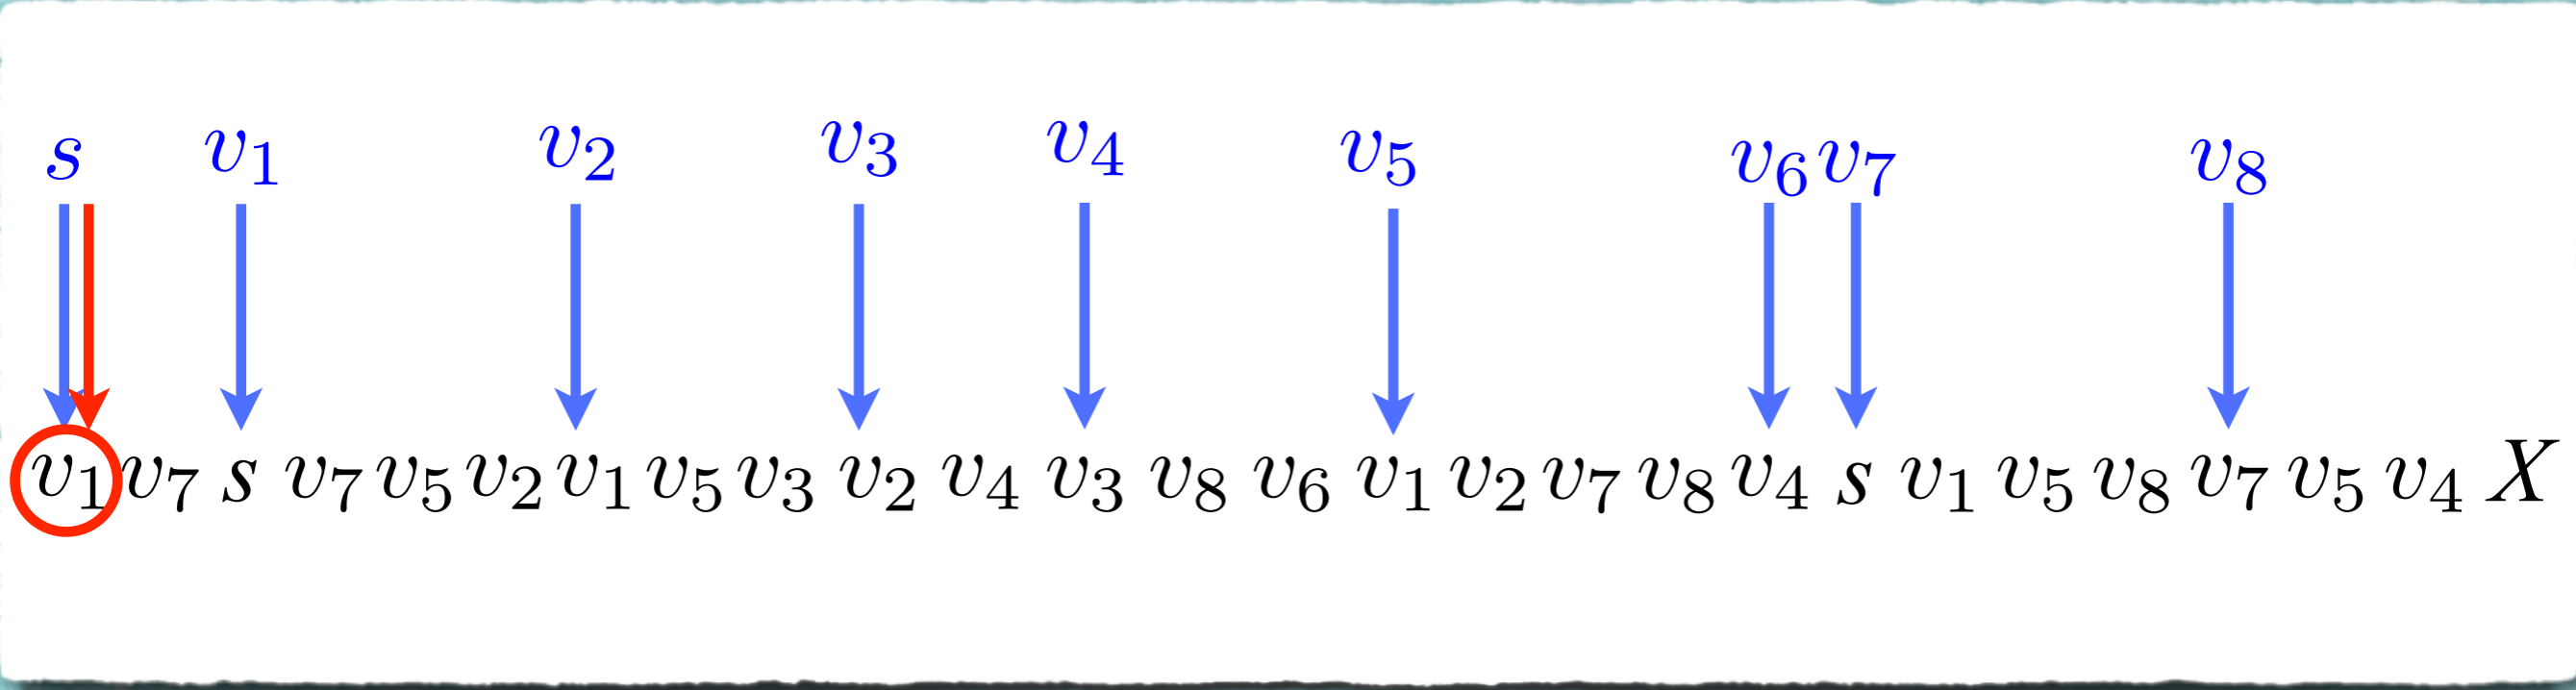 s v₁ v₂ v₃ v₄ v₅ v₆ v₇ v₈
v₁ v₇ s v₇ v₅ v₂ v₁ v₅ v₃ v₂ v₄ v₃ v₈ v₆ v₁ v₂ v₇ v₈ v₄ s v₁ v₅ v₈ v₇ v₅ v₄ X